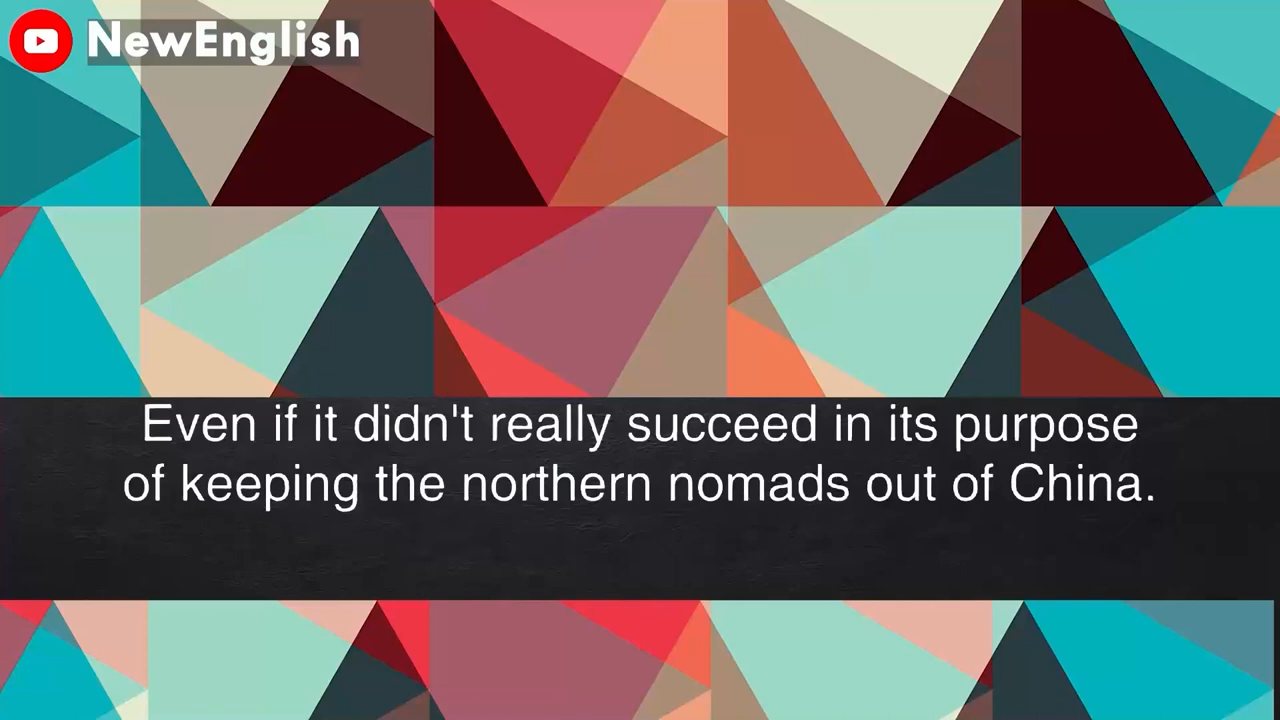 NewEnglish
Even if it didn't really succeed in its purpose
of keeping the northern nomads out of China.